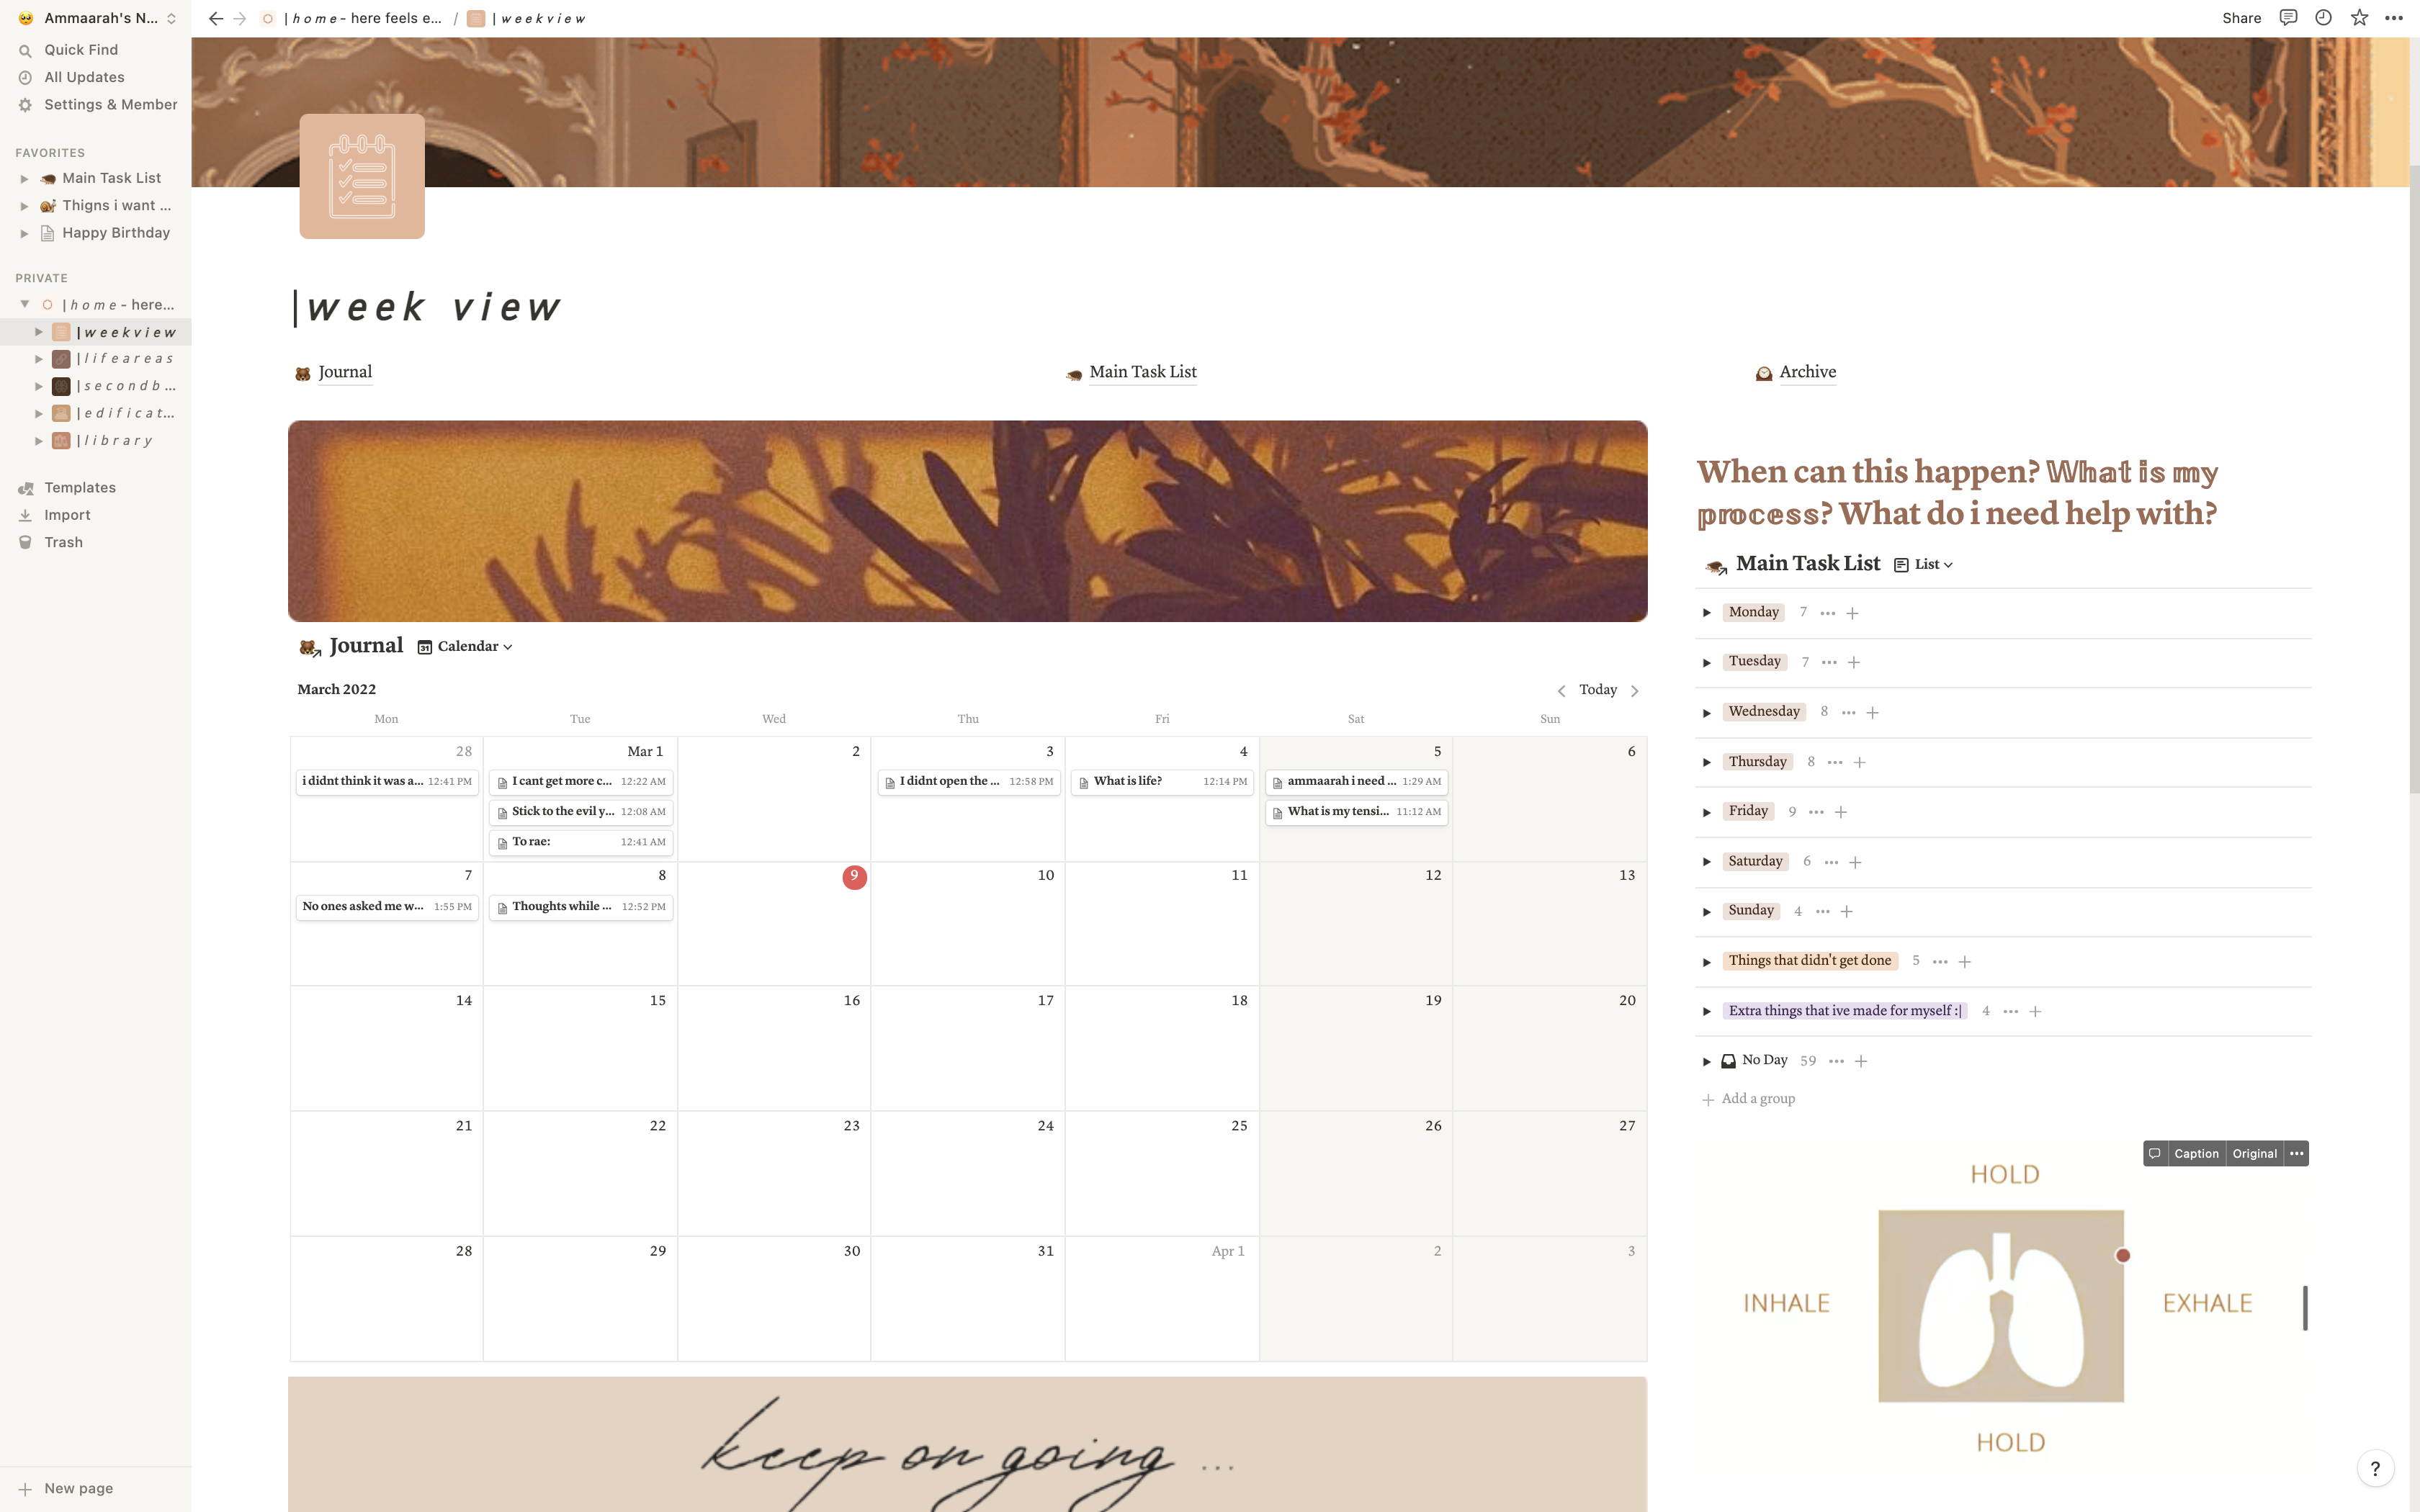 Ammaarah's N...
Quick Find
All Updates
Settings & Member
FAVORITES
Main Task List
Thigns i want ...
Happy Birthday
PRIVATE
| h o m e - here...
| w e e k v i e w
| l i f e a r e a s
| s e c o n d b ...
| e d i f i c a t...
| l i b r a r y
Templates
Import
Trash
New page
| h o m e - here feels e... / | w e e k v i e w
Share
|week view
Journal
Main Task List
Archive
Journal Calendar
March 2022
Today
Mon Tue Wed Thu Fri Sat Sun
28 Mar 1 2 3 4 5 6
i didnt think it was a... 12:41 PM
I cant get more c... 12:22 AM
Stick to the evil y... 12:08 AM
To rae: 12:41 AM
I didnt open the ... 12:58 PM
What is life? 12:14 PM
ammaarah i need ... 1:29 AM
What is my tensi... 11:12 AM
7 8 9 10 11 12 13
No ones asked me w... 1:55 PM
Thoughts while ... 12:52 PM
14 15 16 17 18 19 20
21 22 23 24 25 26 27
28 29 30 31 Apr 1 2 3
keep on going ...
When can this happen? What is my
process? What do i need help with?
Main Task List List
Monday 7
Tuesday 7
Wednesday 8
Thursday 8
Friday 9
Saturday 6
Sunday 4
Things that didn't get done 5
Extra things that ive made for myself :| 4
No Day 59
Add a group
Caption Original
HOLD
INHALE
EXHALE
HOLD
?